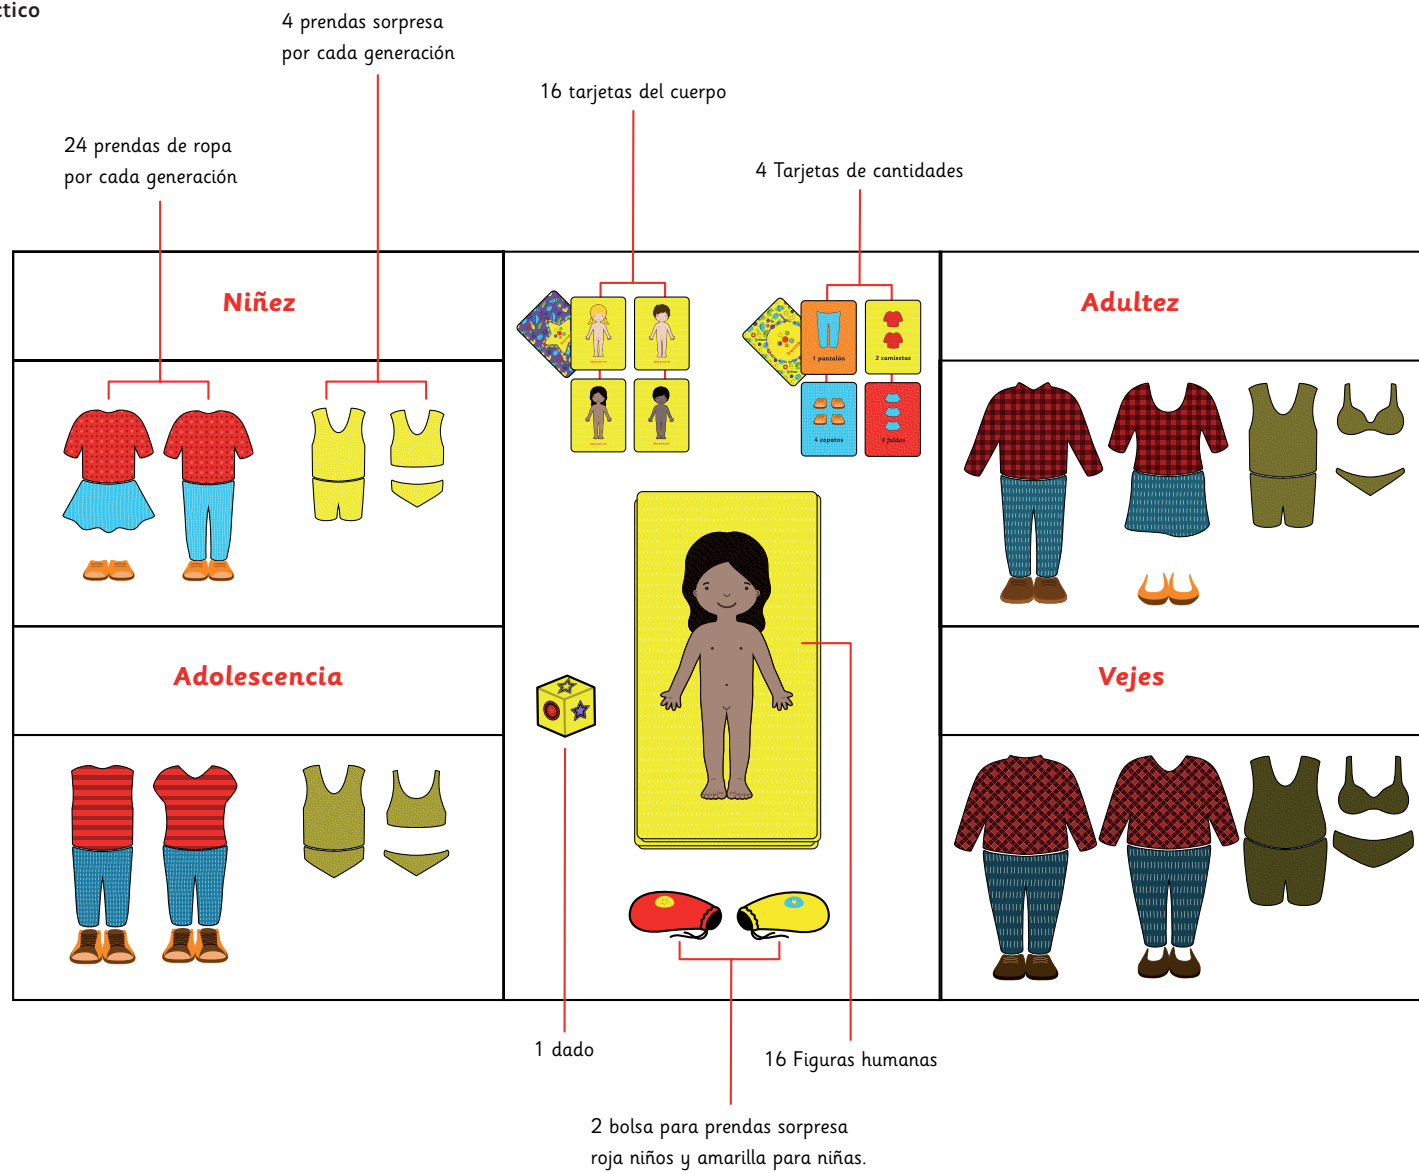 ctico
4 prendas sorpresa
por cada generación
16 tarjetas del cuerpo
24 prendas de ropa
por cada generación
4 Tarjetas de cantidades
Niñez
Adultez
1 pantalón
2 camisetas
4 zapatos
3 faldas
Adolescencia
Vejes
1 dado
16 Figuras humanas
2 bolsa para prendas sorpresa
roja niños y amarilla para niñas.